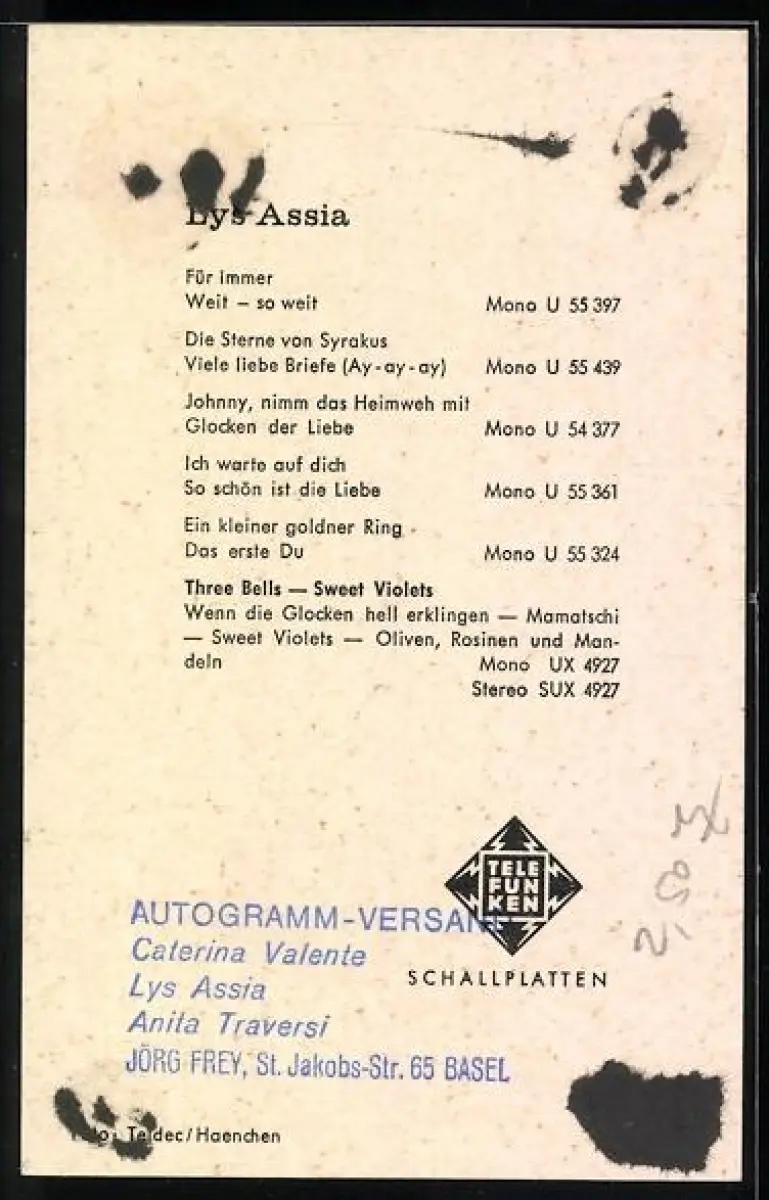 Lys Assia
Für immer
Weit – so weit Mono U 55 397
Die Sterne von Syrakus
Viele liebe Briefe (Ay-ay-ay) Mono U 55 439
Johnny, nimm das Heimweh mit
Glocken der Liebe Mono U 54 377
Ich warte auf dich
So schön ist die Liebe Mono U 55 361
Ein kleiner goldner Ring
Das erste Du Mono U 55 324
Three Bells — Sweet Violets
Wenn die Glocken hell erklingen — Mamatschi
— Sweet Violets — Oliven, Rosinen und Man-
deln Mono UX 4927
Stereo SUX 4927
TELE
FUN
KEN
SCHALLPLATTEN
AUTOGRAMM-VERSAND
Caterina Valente
Lys Assia
Anita Traversi
JÖRG FREY, St. Jakobs-Str. 65 BASEL
Teldec/Haenchen